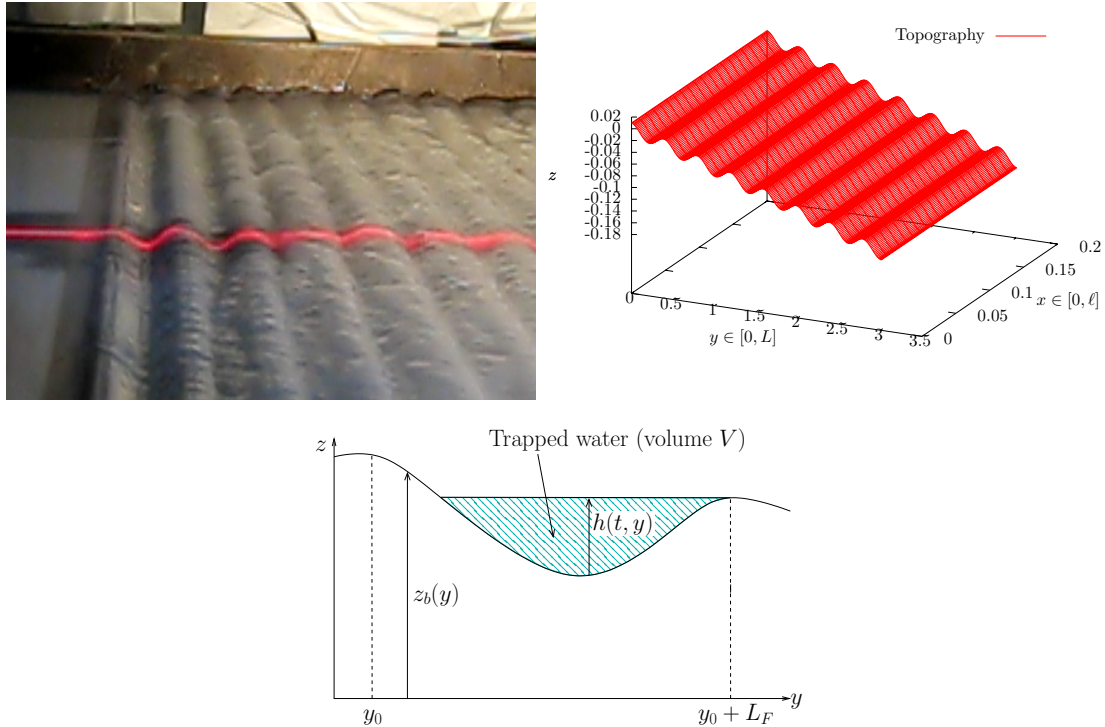 Topography
0.02
0
-0.02
-0.04
-0.06
-0.08
-0.1
-0.12
-0.14
-0.16
-0.18
z
0
0.5
1
1.5
2
2.5
3
3.5
y ∈ [0, L]
0
0.05
0.1
0.15
0.2
x ∈ [0, ℓ]
Trapped water (volume V)
z
h(t, y)
z_b(y)
y_0
y_0 + L_F
y